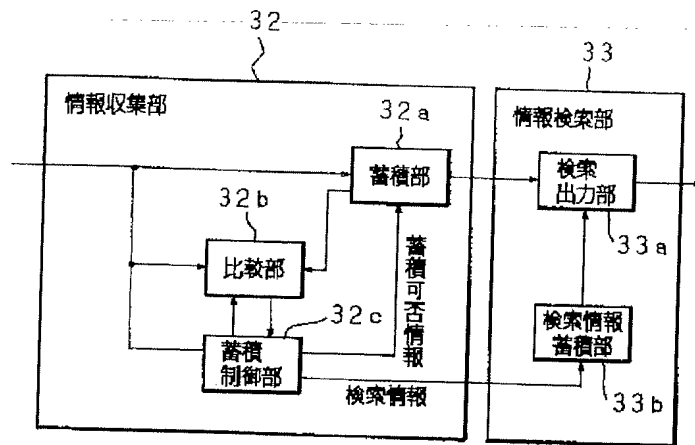 32
33
情報収集部
32a
情報検索部
蓄積部
検索
出力部
32b
33a
比較部
蓄積可否情報
32c
検索情報
蓄積部
蓄積
制御部
検索情報
33b